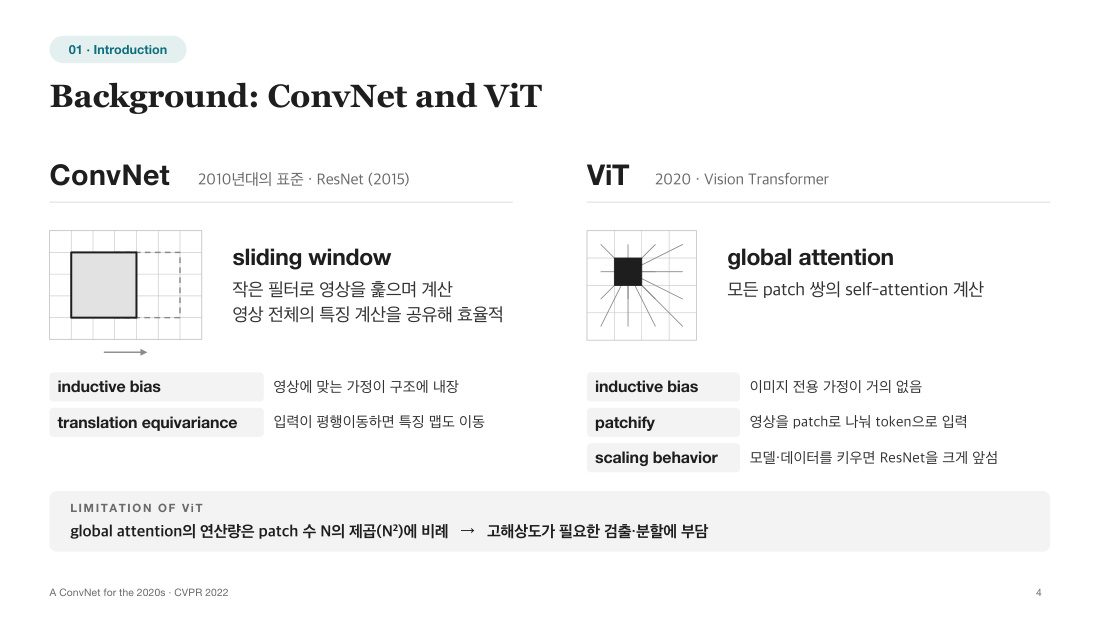 01 · Introduction
Background: ConvNet and ViT
ConvNet 2010년대의 표준 · ResNet (2015)
sliding window
작은 필터로 영상을 훑으며 계산
영상 전체의 특징 계산을 공유해 효율적
inductive bias 영상에 맞는 가정이 구조에 내장
translation equivariance 입력이 평행이동하면 특징 맵도 이동
ViT 2020 · Vision Transformer
global attention
모든 patch 쌍의 self-attention 계산
inductive bias 이미지 전용 가정이 거의 없음
patchify 영상을 patch로 나눠 token으로 입력
scaling behavior 모델·데이터를 키우면 ResNet을 크게 앞섬
LIMITATION OF ViT
global attention의 연산량은 patch 수 N의 제곱(N²)에 비례 → 고해상도가 필요한 검출·분할에 부담
A ConvNet for the 2020s · CVPR 2022
4